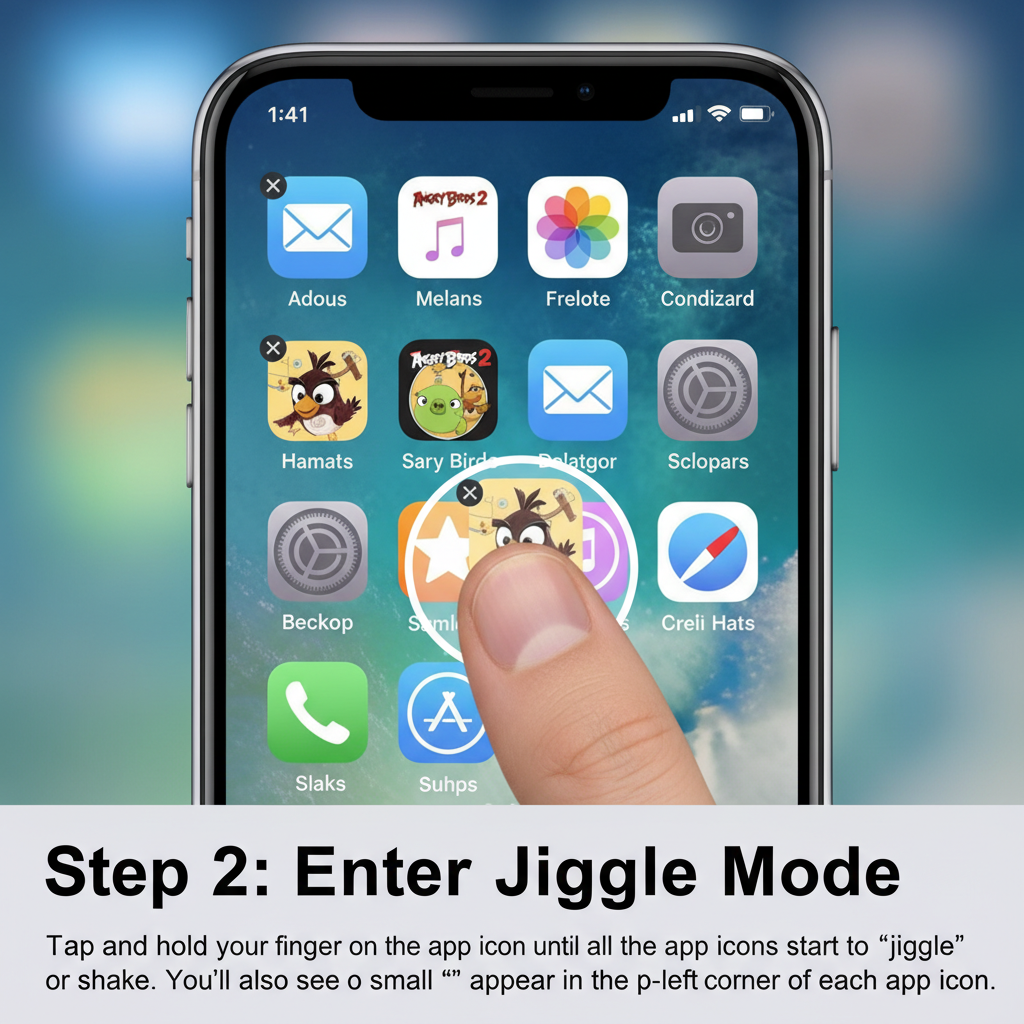 1:41
ANGRY BIRDS 2
Adous Melans Frelote Condizard
ANGRY BIRDS 2
Hamats Sary Birds Dolatgor Sclopars
Beckop Creli Hats
Slaks Suhps
Step 2: Enter Jiggle Mode
Tap and hold your finger on the app icon until all the app icons start to “jiggle”
or shake. You’ll also see o small “” appear in the p-left corner of each app icon.